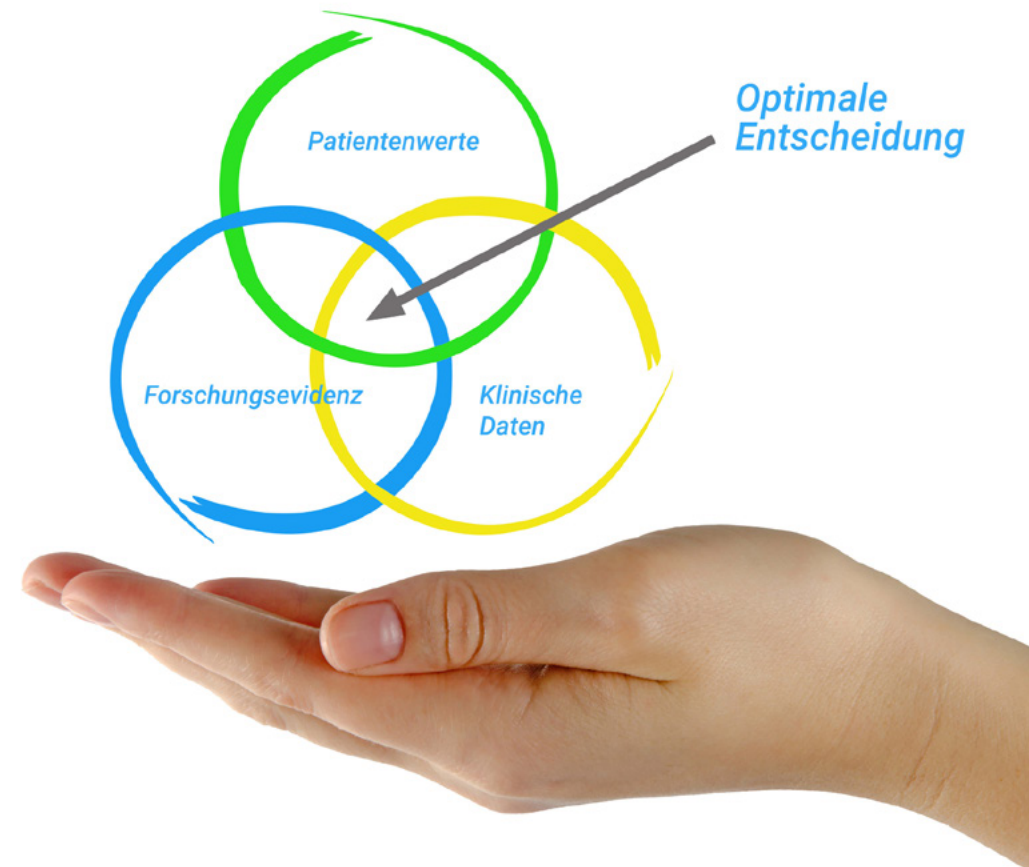 Optimale
Entscheidung
Patientenwerte
Forschungsevidenz
Klinische
Daten